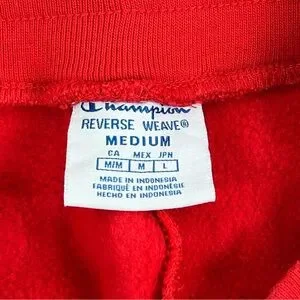 Champion
REVERSE WEAVE®
MEDIUM
CA MEX JPN
M/M M L
MADE IN INDONESIA
FABRIQUÉ EN INDONÉSIE
HECHO EN INDONESIA